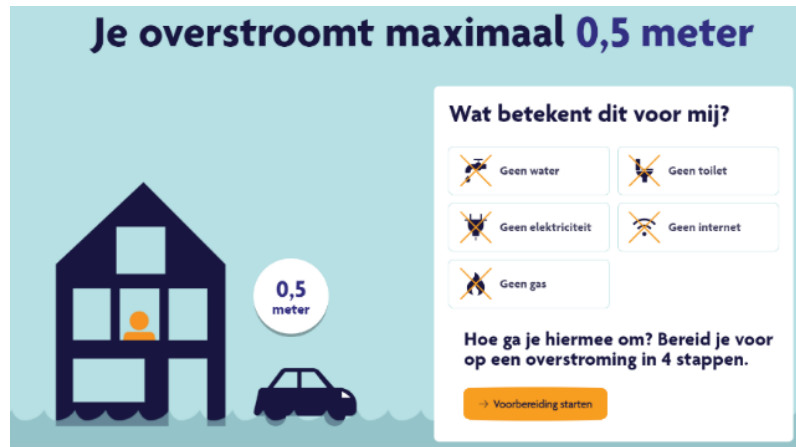 Je overstroomt maximaal 0,5 meter
Wat betekent dit voor mij?
Geen water
Geen toilet
Geen elektriciteit
Geen internet
Geen gas
0,5
meter
Hoe ga je hiermee om? Bereid je voor
op een overstroming in 4 stappen.
→ Voorbereiding starten